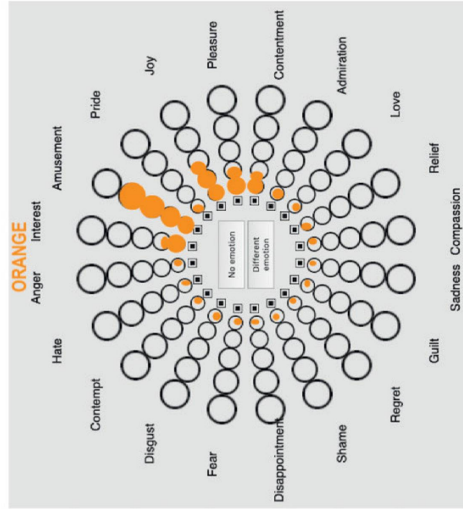 ORANGE
Interest
Amusement
Pride
Joy
Pleasure
Contentment
Admiration
Love
Relief
Compassion
Sadness
Guilt
Regret
Shame
Disappointment
Fear
Disgust
Contempt
Hate
Anger
No emotion
Different
emotion